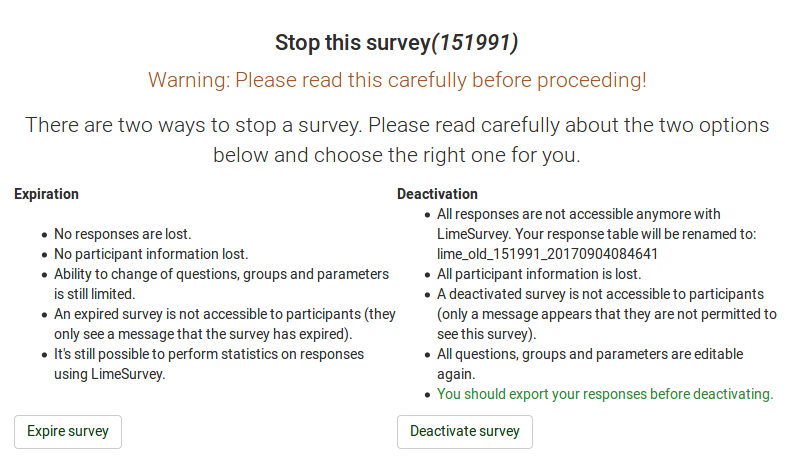 Stop this survey(151991)
Warning: Please read this carefully before proceeding!
There are two ways to stop a survey. Please read carefully about the two options
below and choose the right one for you.
Expiration
No responses are lost.
No participant information lost.
Ability to change of questions, groups and parameters
is still limited.
An expired survey is not accessible to participants (they
only see a message that the survey has expired).
It's still possible to perform statistics on responses
using LimeSurvey.
Expire survey
Deactivation
All responses are not accessible anymore with
LimeSurvey. Your response table will be renamed to:
lime_old_151991_20170904084641
All participant information is lost.
A deactivated survey is not accessible to participants
(only a message appears that they are not permitted to
see this survey).
All questions, groups and parameters are editable
again.
You should export your responses before deactivating.
Deactivate survey